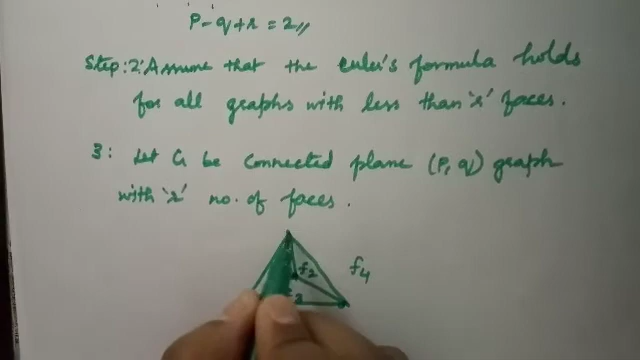 P - q + r = 2 //
Step: 2: Assume that the euler's formula holds
for all graphs with less than 'r' faces.
3: Let G be connected plane (P, q) graph
with 'r' no. of faces.
f2
f4
3